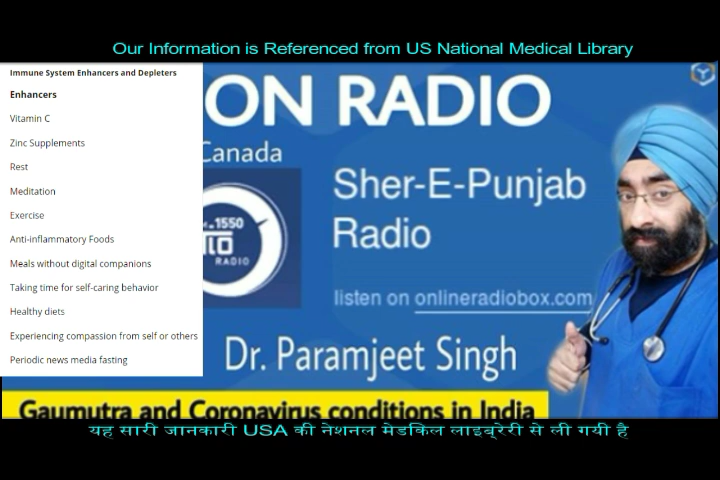 Our Information is Referenced from US National Medical Library
Immune System Enhancers and Depleters
Enhancers
Vitamin C
Zinc Supplements
Rest
Meditation
Exercise
Anti-inflammatory Foods
Meals without digital companions
Taking time for self-caring behavior
Healthy diets
Experiencing compassion from self or others
Periodic news media fasting
ON RADIO
Canada
1550
RADIO
Sher-E-Punjab
Radio
listen on onlineradiobox.com
Dr. Paramjeet Singh
Gaumutra and Coronavirus conditions in India
यह सारी जानकारी USA की नेशनल मेडकिल लाइब्रेरी से ली गयी है